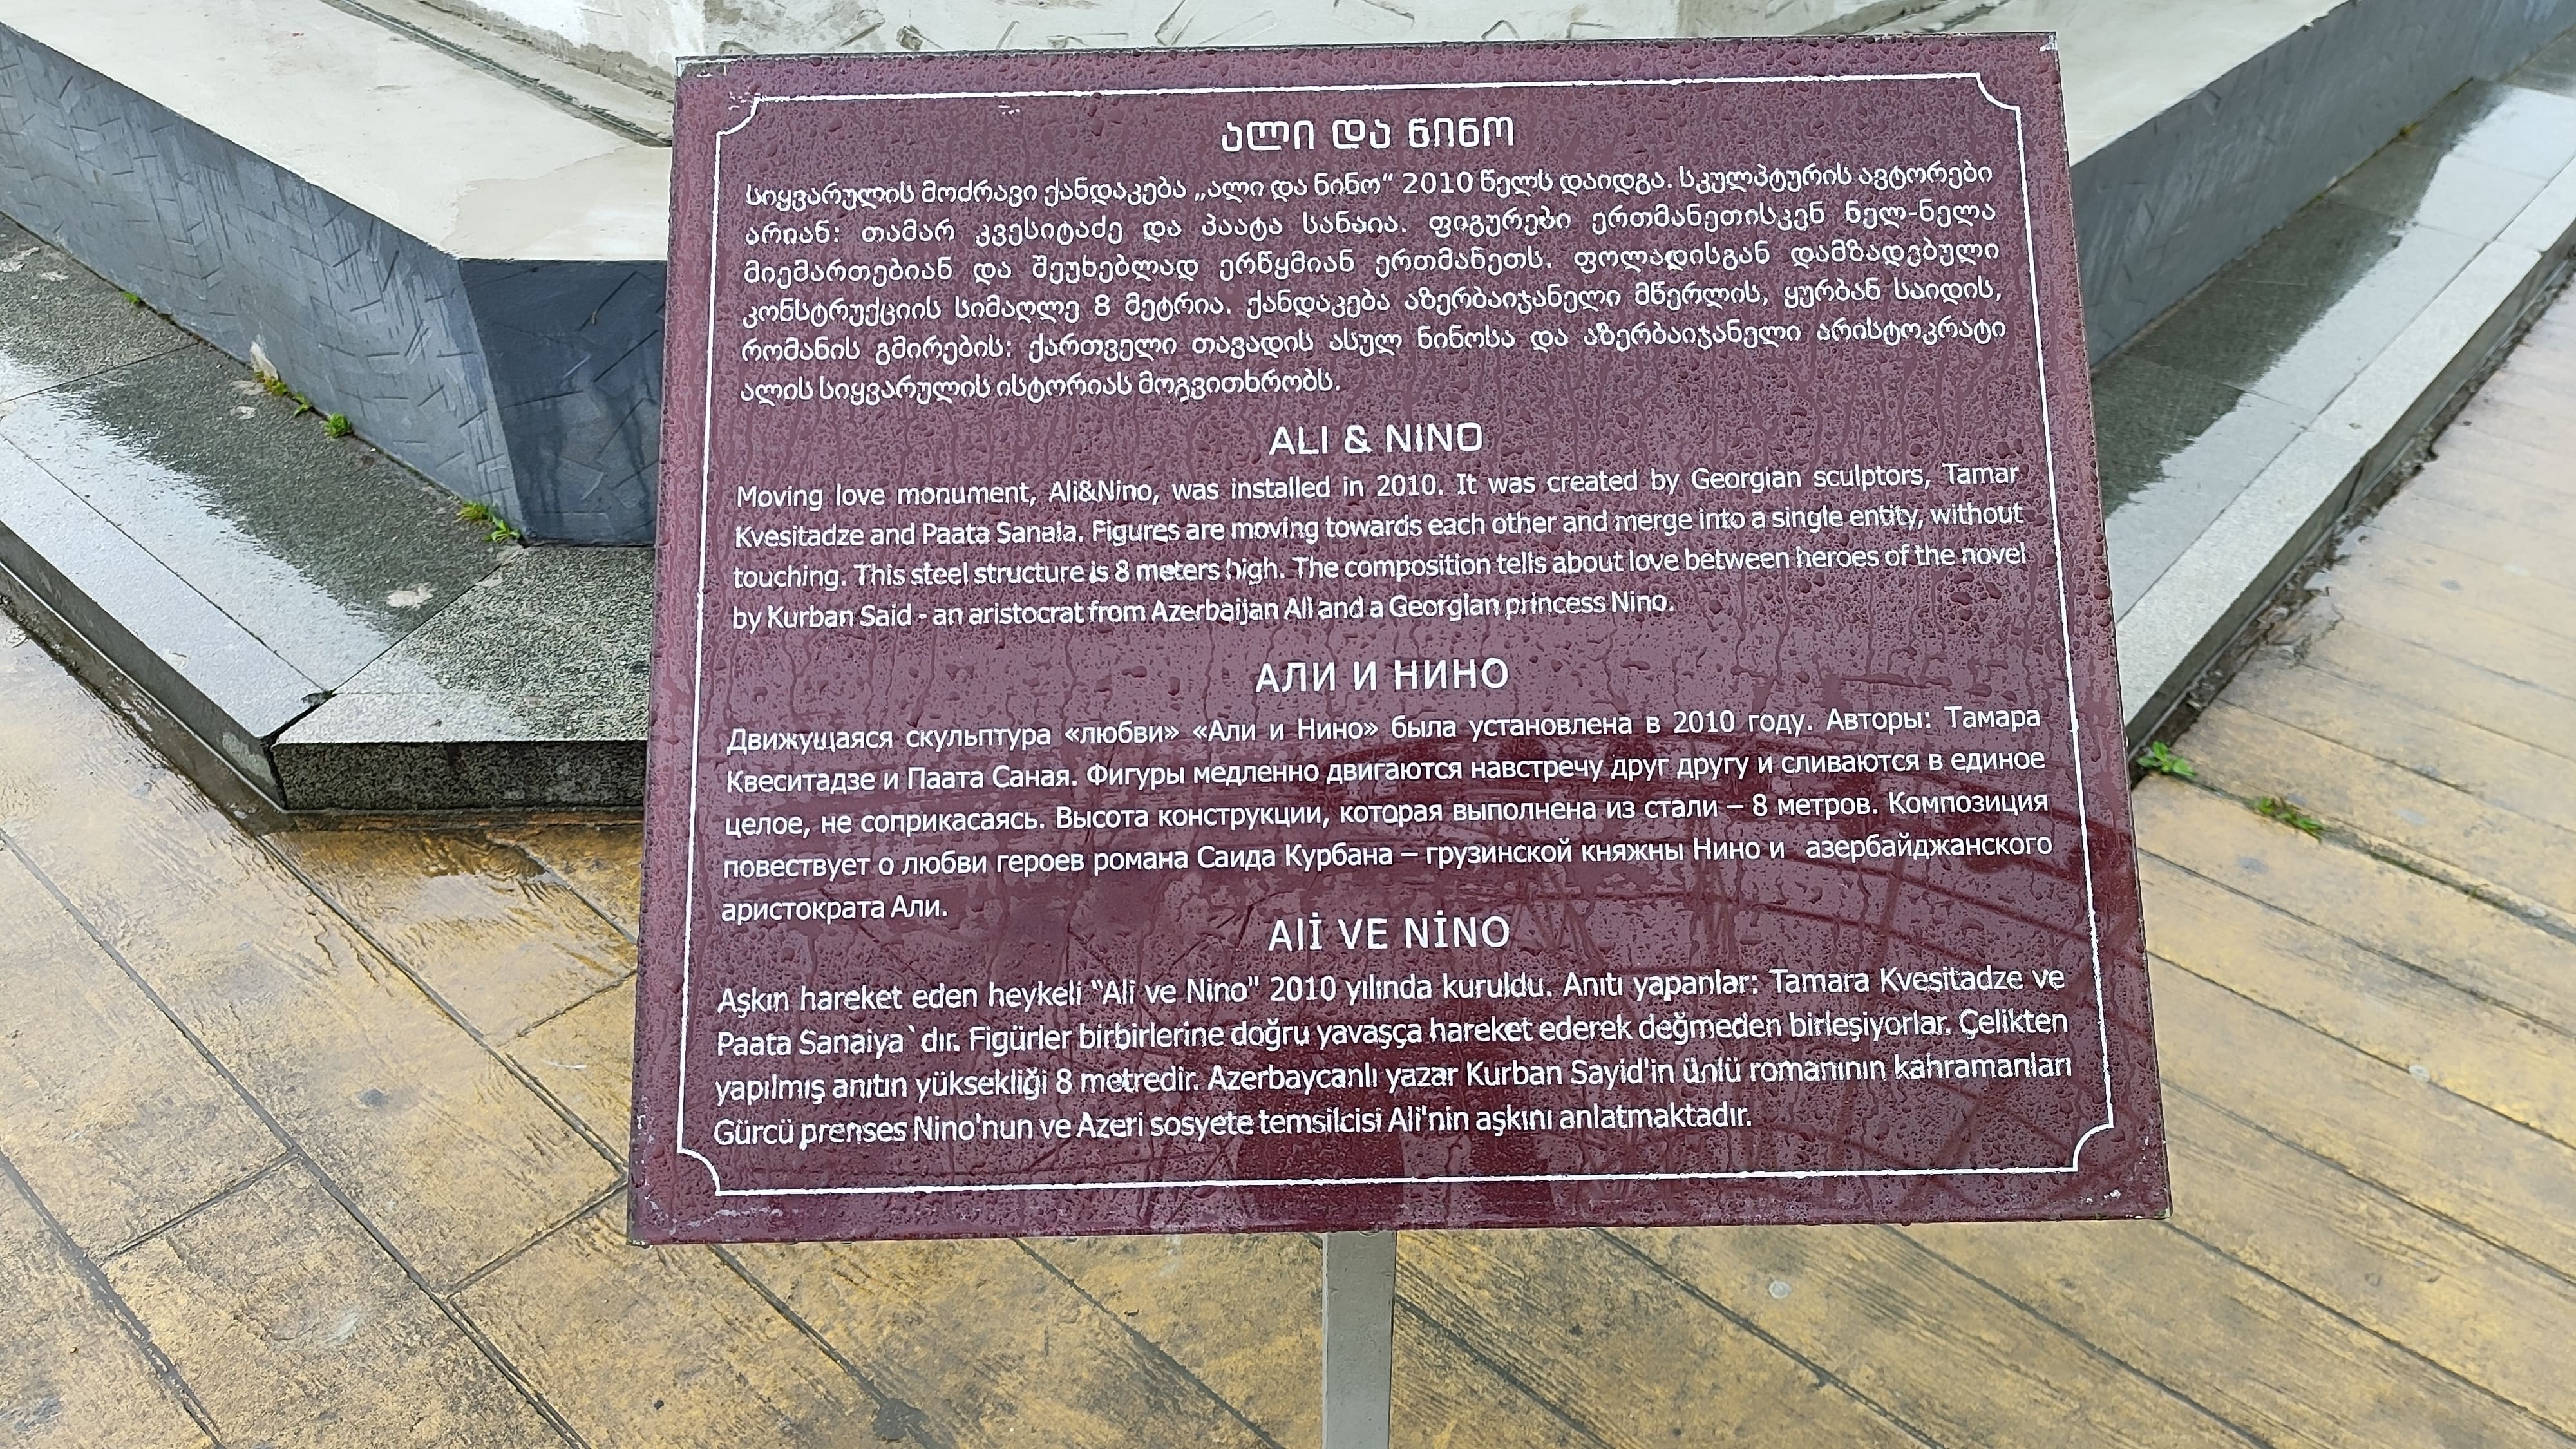 ალი და ნინო
სიყვარულის მოძრავი ქანდაკება „ალი და ნინო“ 2010 წელს დაიდგა. სკულპტურის ავტორები
არიან: თამარ კვესიტაძე და პაატა სანაია. ფიგურები ერთმანეთისკენ ნელ-ნელა
მიემართებიან და შეუხებლად ერწყმიან ერთმანეთს. ფოლადისგან დამზადებული
კონსტრუქციის სიმაღლე 8 მეტრია. ქანდაკება აზერბაიჯანელი მწერლის, ყურბან საიდის,
რომანის გმირების: ქართველი თავადის ასულ ნინოსა და აზერბაიჯანელი არისტოკრატი
ალის სიყვარულის ისტორიას მოგვითხრობს.
ALI & NINO
Moving love monument, Ali&Nino, was installed in 2010. It was created by Georgian sculptors, Tamar
Kvesitadze and Paata Sanaia. Figures are moving towards each other and merge into a single entity, without
touching. This steel structure is 8 meters high. The composition tells about love between heroes of the novel
by Kurban Said - an aristocrat from Azerbaijan Ali and a Georgian princess Nino.
АЛИ И НИНО
Движущаяся скульптура «любви» «Али и Нино» была установлена в 2010 году. Авторы: Тамара
Квеситадзе и Паата Саная. Фигуры медленно двигаются навстречу друг другу и сливаются в единое
целое, не соприкасаясь. Высота конструкции, которая выполнена из стали – 8 метров. Композиция
повествует о любви героев романа Саида Курбана – грузинской княжны Нино и азербайджанского
аристократа Али.
Alİ VE NİNO
Aşkın hareket eden heykeli "Ali ve Nino" 2010 yılında kuruldu. Anıtı yapanlar: Tamara Kvesitadze ve
Paata Sanaiya`dır. Figürler birbirlerine doğru yavaşça hareket ederek değmeden birleşiyorlar. Çelikten
yapılmış anıtın yüksekliği 8 metredir. Azerbaycanlı yazar Kurban Sayid'in ünlü romanının kahramanları
Gürcü prenses Nino'nun ve Azeri sosyete temsilcisi Ali'nin aşkını anlatmaktadır.